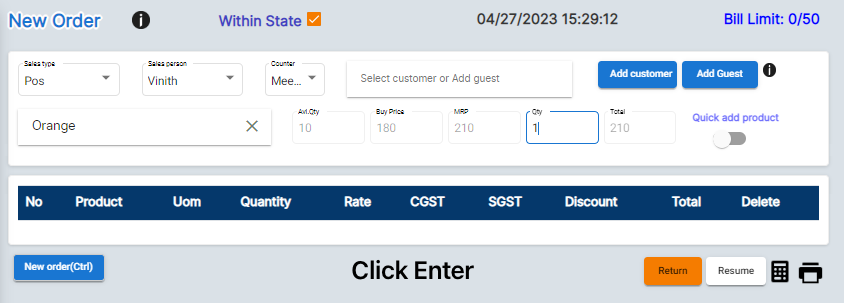 New Order
Within State
04/27/2023 15:29:12
Bill Limit: 0/50
Sales type
Pos
Sales person
Vinith
Counter
Mee...
Select customer or Add guest
Add customer
Add Guest
Orange
Avl.Qty
10
Buy Price
180
MRP
210
Qty
1
Total
210
Quick add product
No Product Uom Quantity Rate CGST SGST Discount Total Delete
New order(Ctrl)
Click Enter
Return
Resume